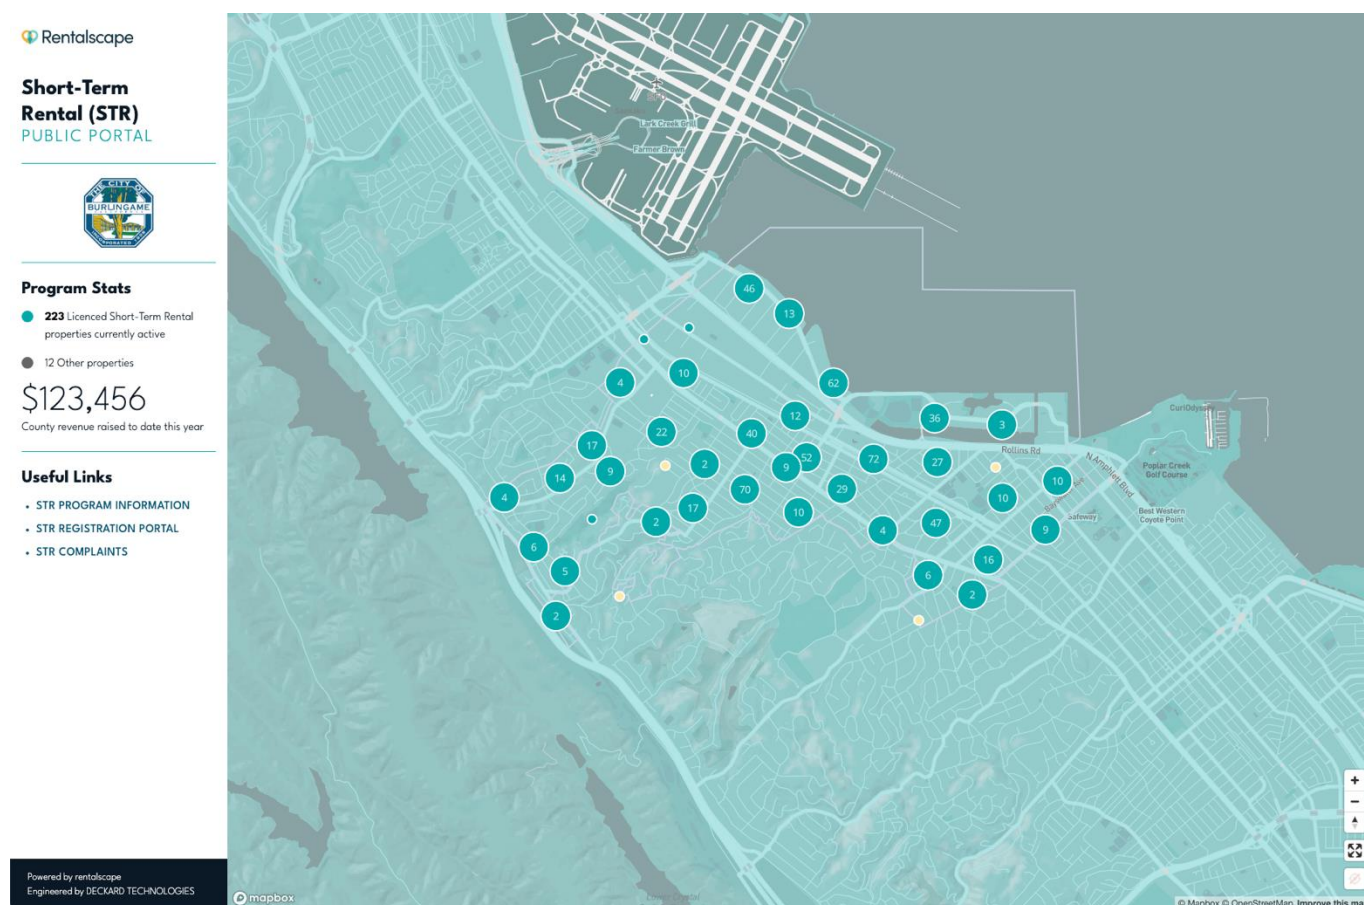 Rentalscape
Short-Term
Rental (STR)
PUBLIC PORTAL
THE CITY OF
BURLINGAME
INCORPORATED
Program Stats
223 Licenced Short-Term Rental
properties currently active
12 Other properties
$123,456
County revenue raised to date this year
Useful Links
• STR PROGRAM INFORMATION
• STR REGISTRATION PORTAL
• STR COMPLAINTS
Powered by rentalscape
Engineered by DECKARD TECHNOLOGIES
Lark Creek Grill
Farmer Brown
46
13
10
4
62
12
36
3
CuriOdyssey
22
40
17
Rollins Rd
N Amphlett Blvd
9
2
9
52
72
27
Poplar Creek
Golf Course
14
4
70
29
10
10
17
10
2
4
47
9
Safeway
Best Western
Coyote Point
6
5
16
6
2
2
mapbox
+
−
© Mapbox © OpenStreetMap Improve this ma